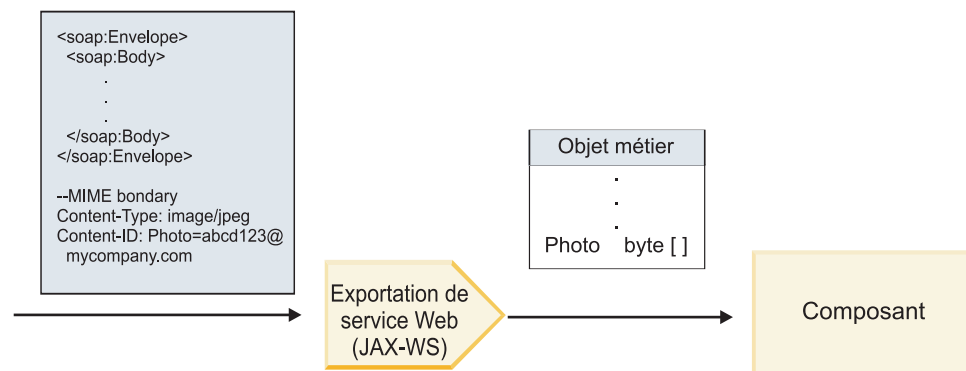 <soap:Envelope>
<soap:Body>
.
.
.
</soap:Body>
</soap:Envelope>
--MIME bondary
Content-Type: image/jpeg
Content-ID: Photo=abcd123@
mycompany.com
Objet métier
.
.
.
Photo byte [ ]
Exportation de
service Web
(JAX-WS)
Composant